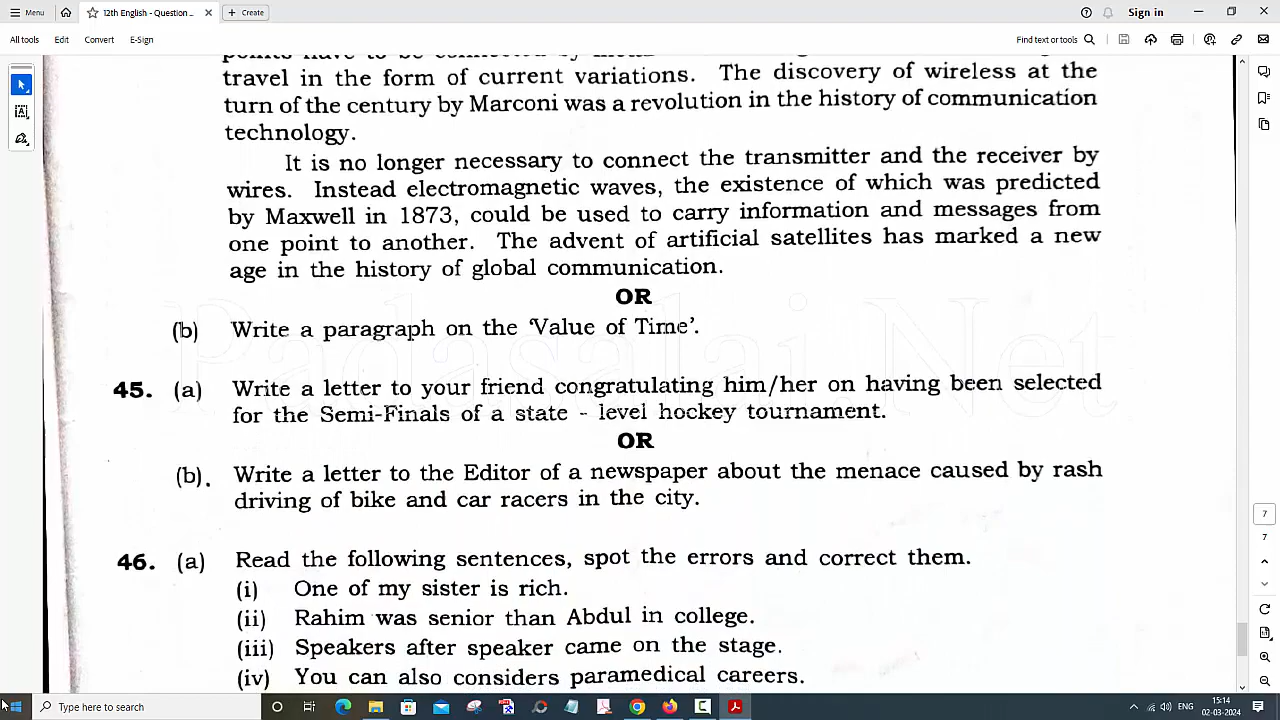 Menu
12th English - Question ...
Create
Sign in
All tools
Edit
Convert
E-Sign
Find text or tools
travel in the form of current variations. The discovery of wireless at the
turn of the century by Marconi was a revolution in the history of communication
technology.
It is no longer necessary to connect the transmitter and the receiver by
wires. Instead electromagnetic waves, the existence of which was predicted
by Maxwell in 1873, could be used to carry information and messages from
one point to another. The advent of artificial satellites has marked a new
age in the history of global communication.
OR
(b) Write a paragraph on the 'Value of Time'.
Padasalai.Net
45. (a) Write a letter to your friend congratulating him/her on having been selected
for the Semi-Finals of a state - level hockey tournament.
OR
(b). Write a letter to the Editor of a newspaper about the menace caused by rash
driving of bike and car racers in the city.
46. (a) Read the following sentences, spot the errors and correct them.
(i) One of my sister is rich.
(ii) Rahim was senior than Abdul in college.
(iii) Speakers after speaker came on the stage.
(iv) You can also considers paramedical careers.
7
7
Type here to search
ENG
15:14
02-03-2024